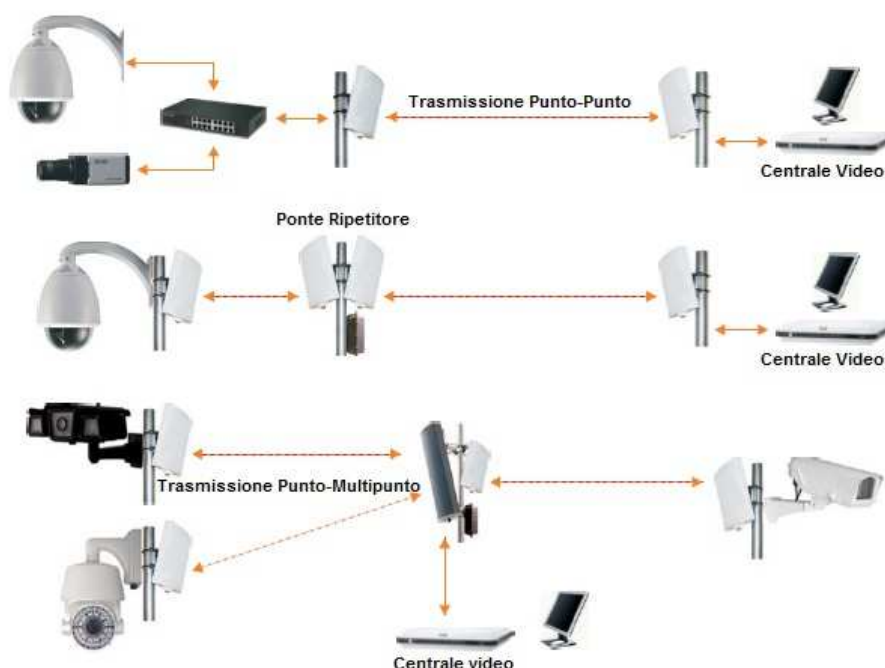 Trasmissione Punto-Punto
Centrale Video
Ponte Ripetitore
Centrale Video
Trasmissione Punto-Multipunto
Centrale video